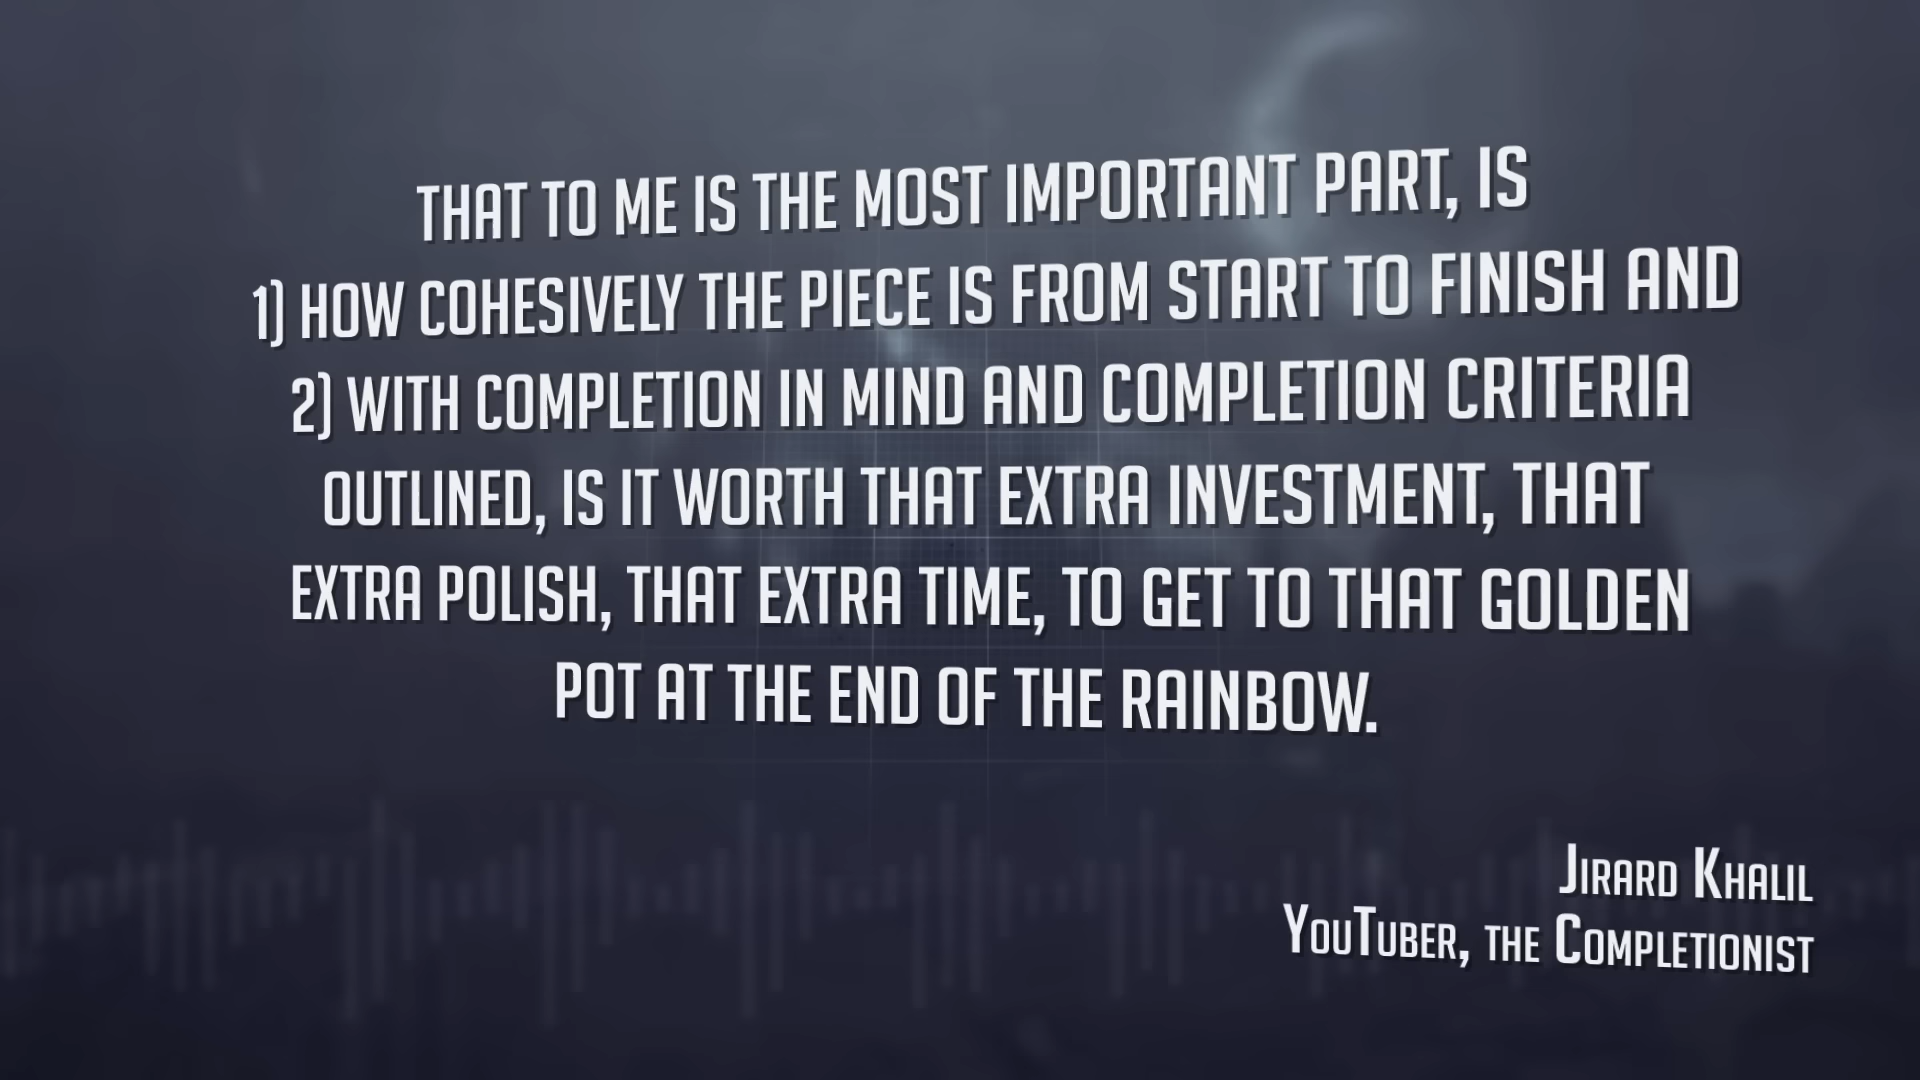 THAT TO ME IS THE MOST IMPORTANT PART, IS
1) HOW COHESIVELY THE PIECE IS FROM START TO FINISH AND
2) WITH COMPLETION IN MIND AND COMPLETION CRITERIA
OUTLINED, IS IT WORTH THAT EXTRA INVESTMENT, THAT
EXTRA POLISH, THAT EXTRA TIME, TO GET TO THAT GOLDEN
POT AT THE END OF THE RAINBOW.
JIRARD KHALIL
YOUTUBER, THE COMPLETIONIST